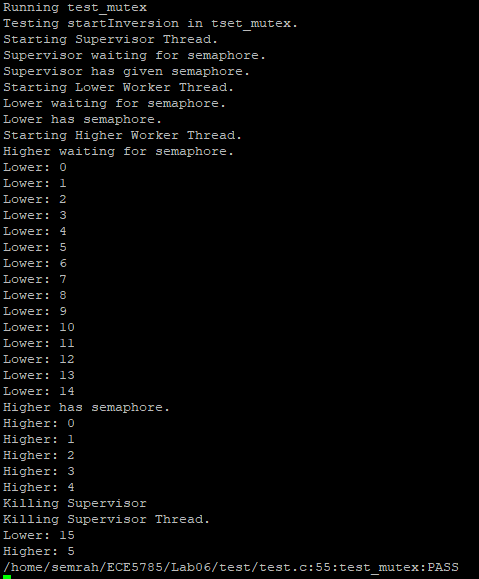 Running test_mutex
Testing startInversion in tset_mutex.
Starting Supervisor Thread.
Supervisor waiting for semaphore.
Supervisor has given semaphore.
Starting Lower Worker Thread.
Lower waiting for semaphore.
Lower has semaphore.
Starting Higher Worker Thread.
Higher waiting for semaphore.
Lower: 0
Lower: 1
Lower: 2
Lower: 3
Lower: 4
Lower: 5
Lower: 6
Lower: 7
Lower: 8
Lower: 9
Lower: 10
Lower: 11
Lower: 12
Lower: 13
Lower: 14
Higher has semaphore.
Higher: 0
Higher: 1
Higher: 2
Higher: 3
Higher: 4
Killing Supervisor
Killing Supervisor Thread.
Lower: 15
Higher: 5
/home/semrah/ECE5785/Lab06/test/test.c:55:test_mutex:PASS